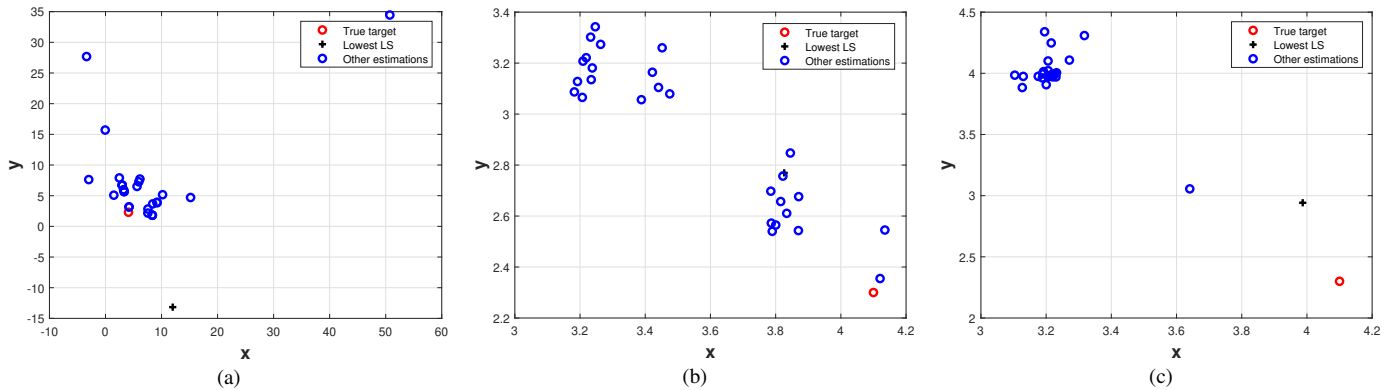 35
30
25
20
15
10
5
0
-5
-10
-15
-10 0 10 20 30 40 50 60
y
x
True target
Lowest LS
Other estimations
(a)
3.4
3.2
3
2.8
2.6
2.4
2.2
3 3.2 3.4 3.6 3.8 4 4.2
y
x
True target
Lowest LS
Other estimations
(b)
4.5
4
3.5
3
2.5
2
3 3.2 3.4 3.6 3.8 4 4.2
y
x
True target
Lowest LS
Other estimations
(c)